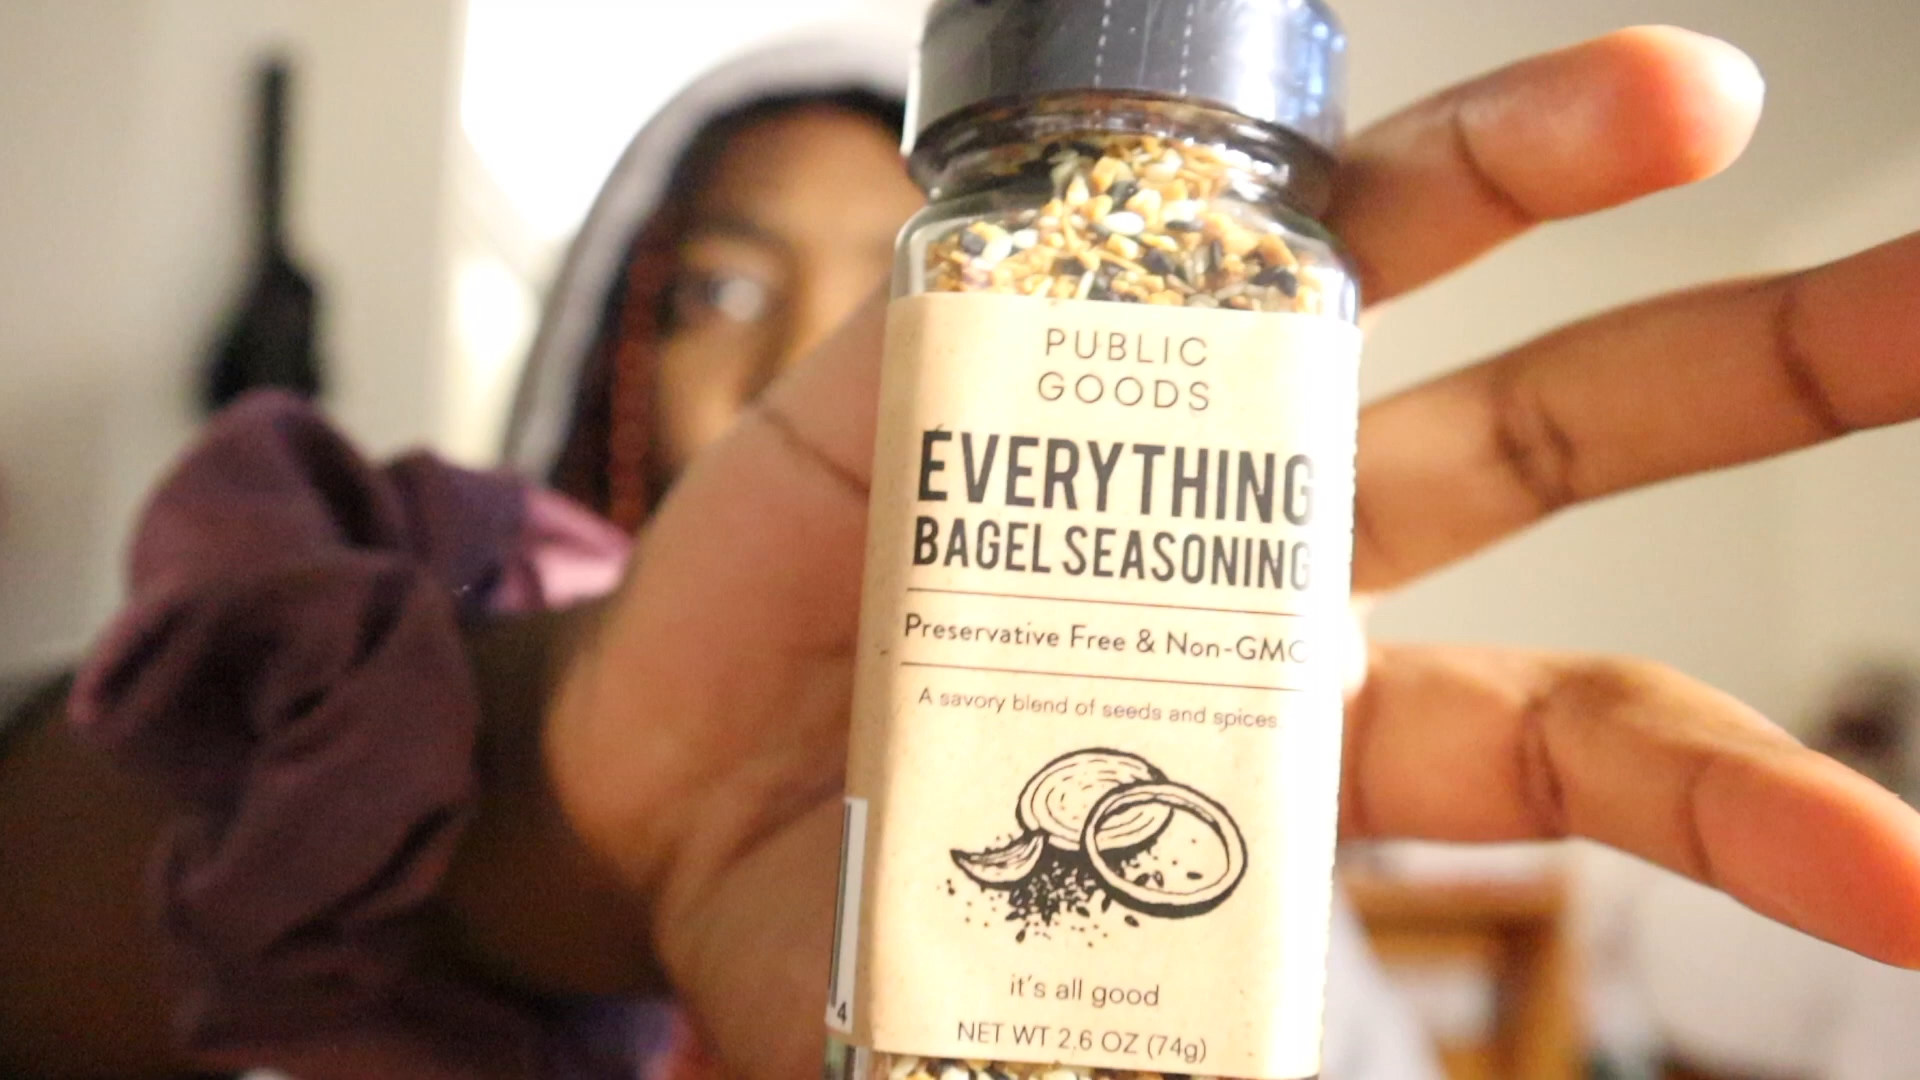 PUBLIC
GOODS
EVERYTHING
BAGEL SEASONING
Preservative Free & Non-GMO
A savory blend of seeds and spices
it's all good
NET WT 2.6 OZ (74g)
4